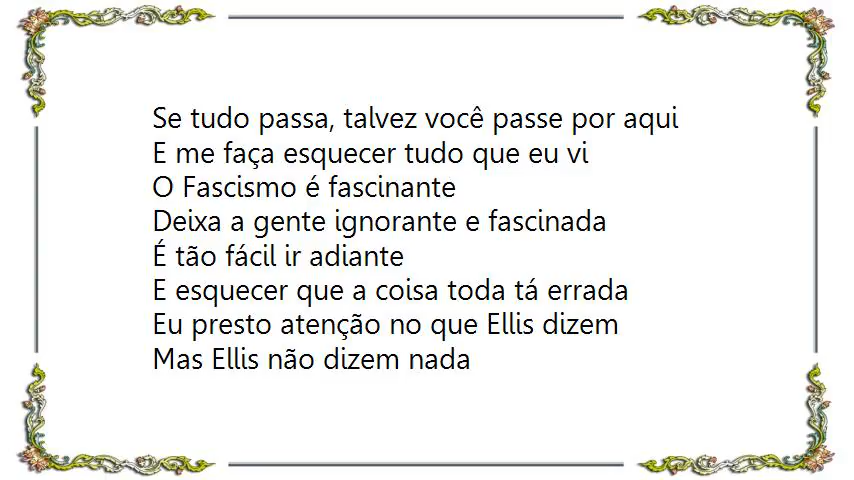 Se tudo passa, talvez você passe por aqui
E me faça esquecer tudo que eu vi
O Fascismo é fascinante
Deixa a gente ignorante e fascinada
É tão fácil ir adiante
E esquecer que a coisa toda tá errada
Eu presto atenção no que Ellis dizem
Mas Ellis não dizem nada